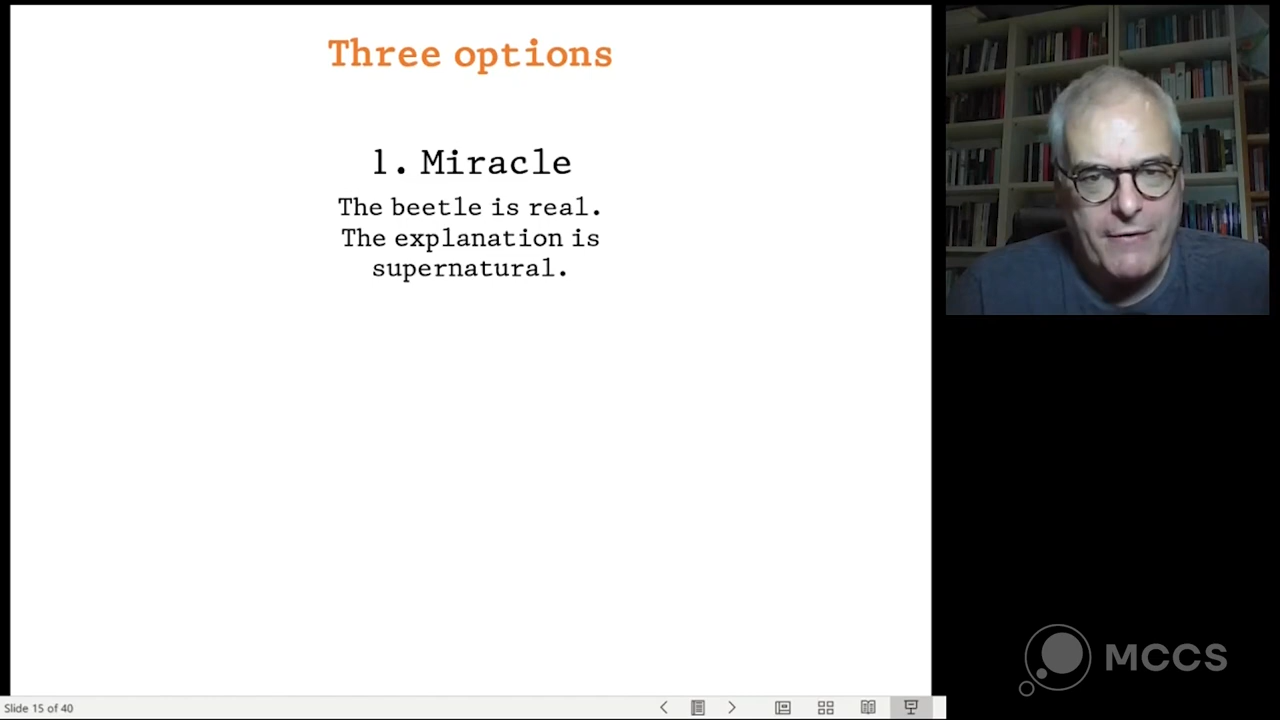 Three options
1. Miracle
The beetle is real.
The explanation is
supernatural.
MCCS
Slide 15 of 40